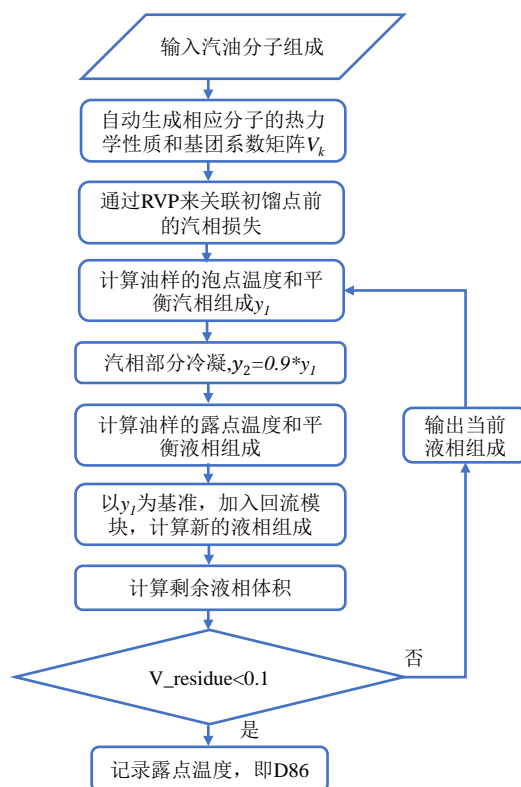 输入汽油分子组成
自动生成相应分子的热力
学性质和基团系数矩阵Vk
通过RVP来关联初馏点前
的汽相损失
计算油样的泡点温度和平
衡汽相组成y1
汽相部分冷凝,y2=0.9*y1
计算油样的露点温度和平
衡液相组成
输出当前
液相组成
以y1为基准，加入回流模
块，计算新的液相组成
计算剩余液相体积
否
V_residue<0.1
是
记录露点温度，即D86